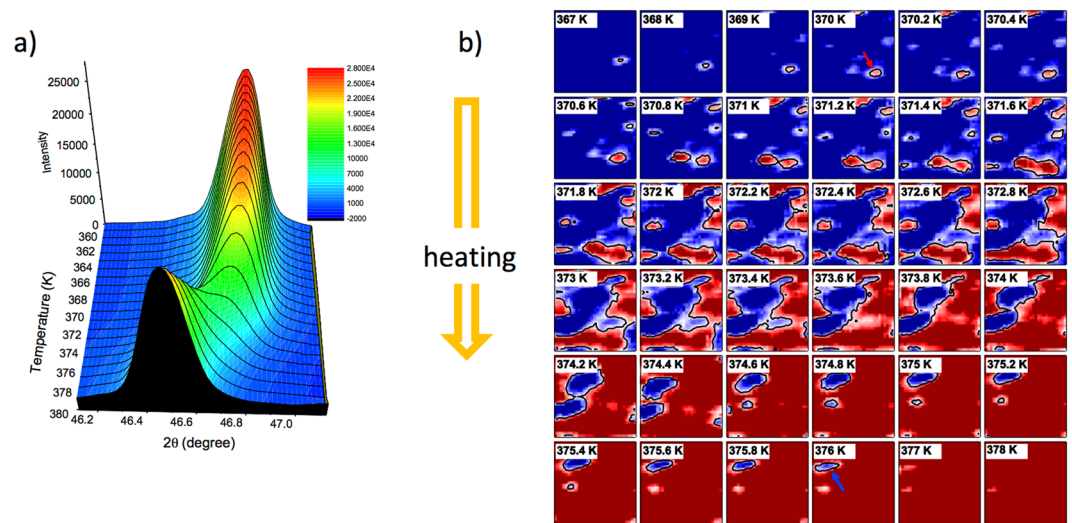 a)
Intensity
25000
20000
15000
10000
5000
0
2.800E4
2.400E4
2.100E4
1.900E4
1.600E4
1.300E4
10000
7000
4000
1000
-2000
360
362
364
366
368
370
372
374
376
378
380
Temperature (K)
46.2 46.4 46.6 46.8 47.0
2θ (degree)
heating
b)
367 K 368 K 369 K 370 K 370.2 K 370.4 K
370.6 K 370.8 K 371 K 371.2 K 371.4 K 371.6 K
371.8 K 372 K 372.2 K 372.4 K 372.6 K 372.8 K
373 K 373.2 K 373.4 K 373.6 K 373.8 K 374 K
374.2 K 374.4 K 374.6 K 374.8 K 375 K 375.2 K
375.4 K 375.6 K 375.8 K 376 K 377 K 378 K